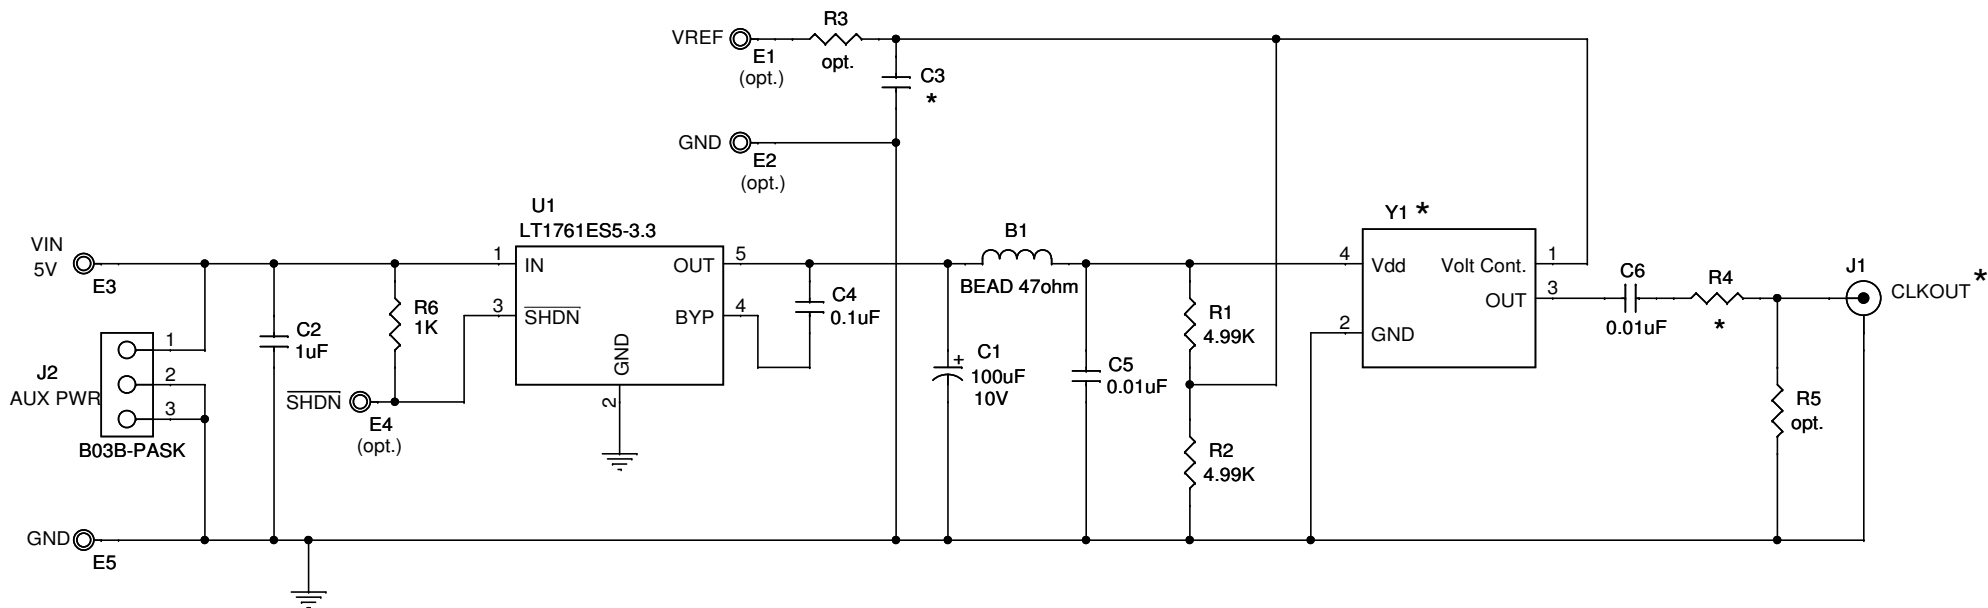 R3
VREF
E1
(opt.)
opt.
C3
*
GND
E2
(opt.)
U1
LT1761ES5-3.3
VIN
5V
E3
1
IN
OUT
5
3
SHDN
BYP
4
GND
2
R6
1K
C2
1uF
J2
AUX PWR
1
2
3
B03B-PASK
SHDN
E4
(opt.)
GND
E5
C4
0.1uF
B1
BEAD 47ohm
+
C1
100uF
10V
C5
0.01uF
R1
4.99K
R2
4.99K
Y1 *
4
Vdd
Volt Cont.
1
OUT
3
2
GND
C6
0.01uF
R4
*
J1
CLKOUT *
R5
opt.